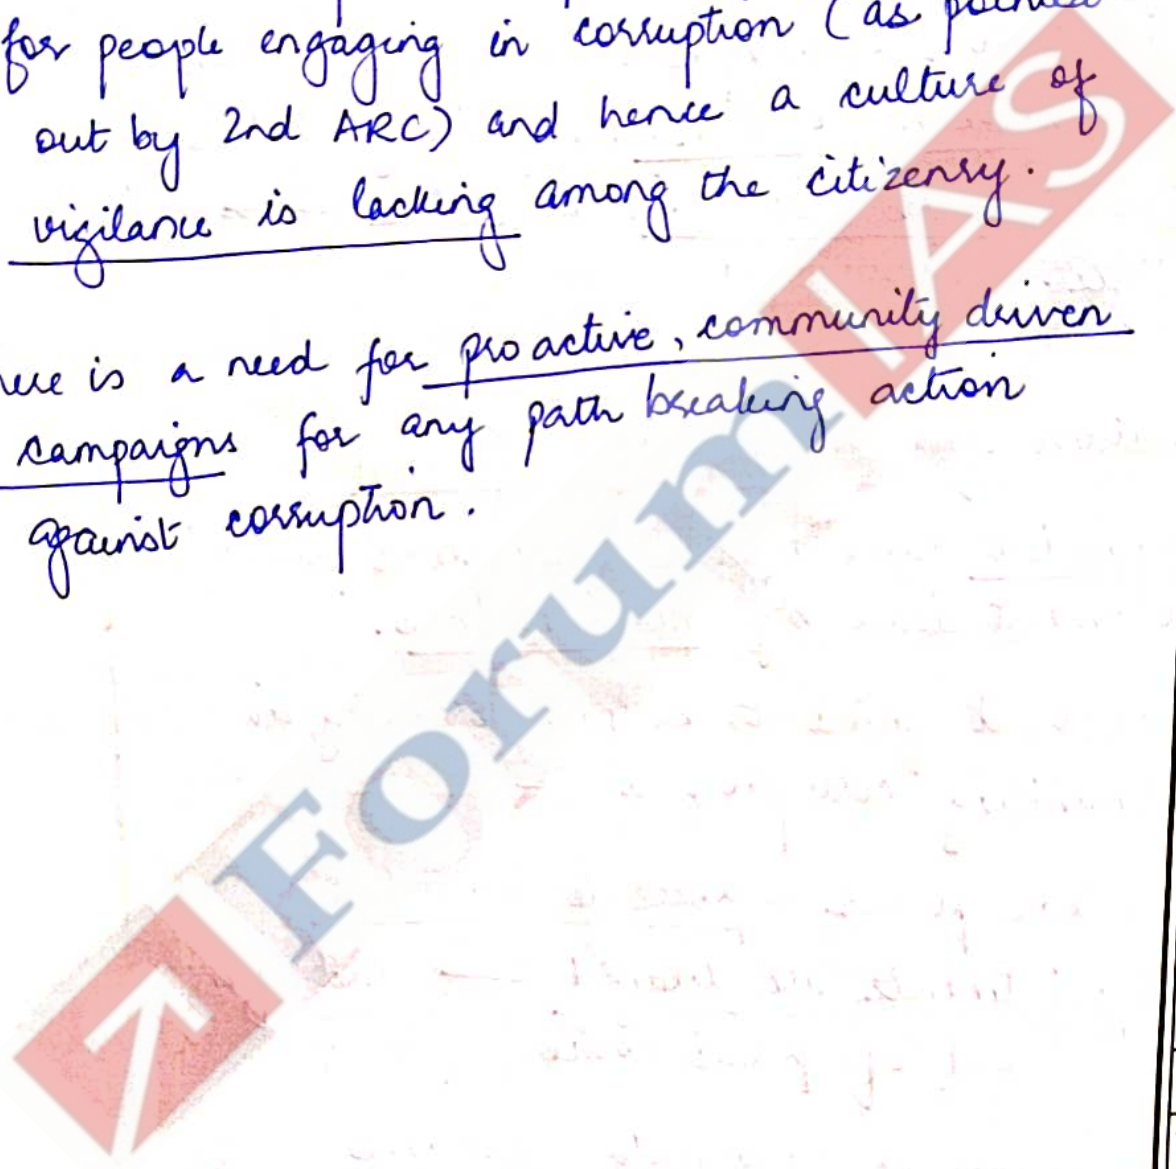 for people engaging in corruption (as pointed
out by 2nd ARC) and hence a culture of
vigilance is lacking among the citizenry.
is a need for proactive, community driven
campaigns for any path breaking action
against corruption.
ForumIAS